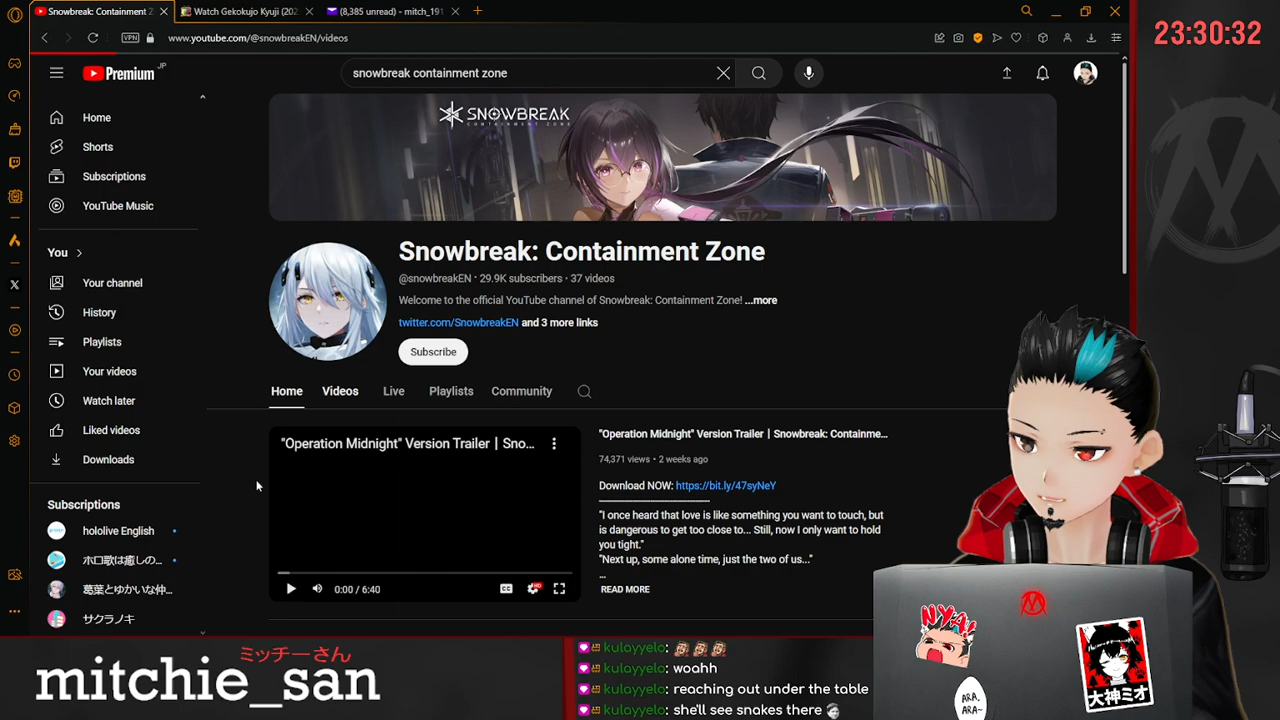 Snowbreak: Containment Z
Watch Gekokujo Kyuji (202
(8,385 unread) - mitch_191
23:30:32
VPN
www.youtube.com/@snowbreakEN/videos
Premium JP
snowbreak containment zone
Home
Shorts
Subscriptions
YouTube Music
You
Your channel
History
Playlists
Your videos
Watch later
Liked videos
Downloads
Subscriptions
hololive English
ホロ歌は癒しの...
葛葉とゆかいな仲...
サクラノキ
SNOWBREAK
CONTAINMENT ZONE
Snowbreak: Containment Zone
@snowbreakEN · 29.9K subscribers · 37 videos
Welcome to the official YouTube channel of Snowbreak: Containment Zone! ...more
twitter.com/SnowbreakEN and 3 more links
Subscribe
Home Videos Live Playlists Community
"Operation Midnight" Version Trailer | Sno...
0:00 / 6:40
CC
HD
"Operation Midnight" Version Trailer | Snowbreak: Containme...
74,371 views · 2 weeks ago
Download NOW: https://bit.ly/47syNeY
"I once heard that love is like something you want to touch, but
is dangerous to get too close to... Still, now I only want to hold
you tight."
"Next up, some alone time, just the two of us..."
...
READ MORE
NYA!
ARA,
ARA~
大神ミオ
ミッチーさん
mitchie_san
kulayyelo:
kulayyelo: woahh
kulayyelo: reaching out under the table
kulayyelo: she'll see snakes there